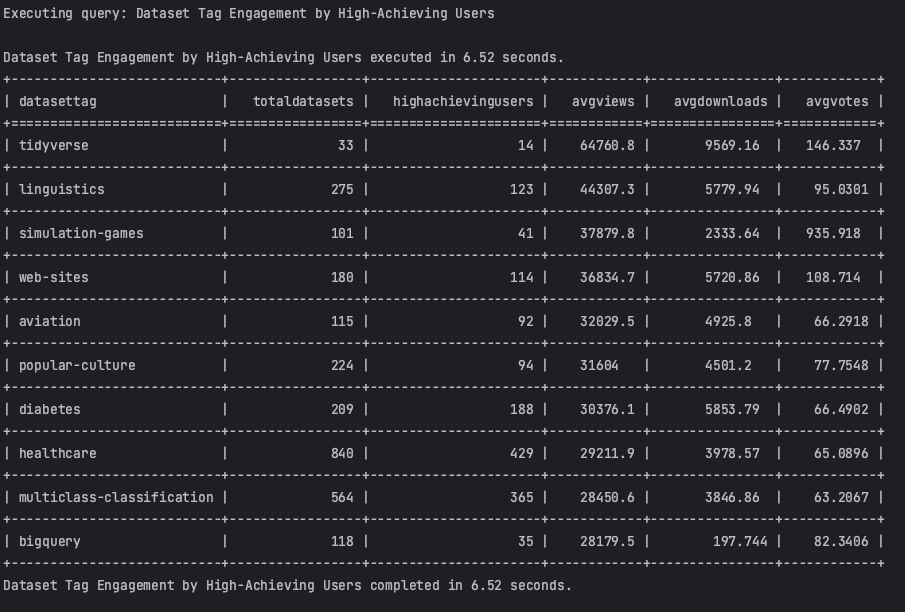 Executing query: Dataset Tag Engagement by High-Achieving Users
Dataset Tag Engagement by High-Achieving Users executed in 6.52 seconds.
| datasettag | totaldatasets | highachievingusers | avgviews | avgdownloads | avgvotes |
| tidyverse | 33 | 14 | 64760.8 | 9569.16 | 146.337 |
| linguistics | 275 | 123 | 44307.3 | 5779.94 | 95.0301 |
| simulation-games | 101 | 41 | 37879.8 | 2333.64 | 935.918 |
| web-sites | 180 | 114 | 36834.7 | 5720.86 | 108.714 |
| aviation | 115 | 92 | 32029.5 | 4925.8 | 66.2918 |
| popular-culture | 224 | 94 | 31604 | 4501.2 | 77.7548 |
| diabetes | 209 | 188 | 30376.1 | 5853.79 | 66.4902 |
| healthcare | 840 | 429 | 29211.9 | 3978.57 | 65.0896 |
| multiclass-classification | 564 | 365 | 28450.6 | 3846.86 | 63.2067 |
| bigquery | 118 | 35 | 28179.5 | 197.744 | 82.3406 |
Dataset Tag Engagement by High-Achieving Users completed in 6.52 seconds.